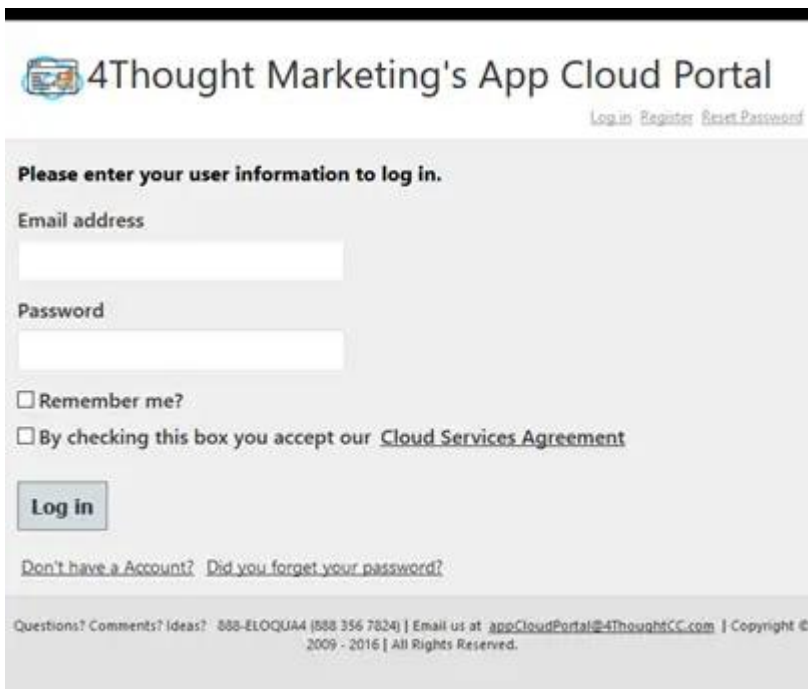 4Thought Marketing's App Cloud Portal
Log in Register Reset Password
Please enter your user information to log in.
Email address
Password
Remember me?
By checking this box you accept our Cloud Services Agreement
Log in
Don't have a Account? Did you forget your password?
Questions? Comments? Ideas? 888-ELOQUA4 (888 356 7824) | Email us at appCloudPortal@4ThoughtCC.com | Copyright ©
2009 - 2016 | All Rights Reserved.